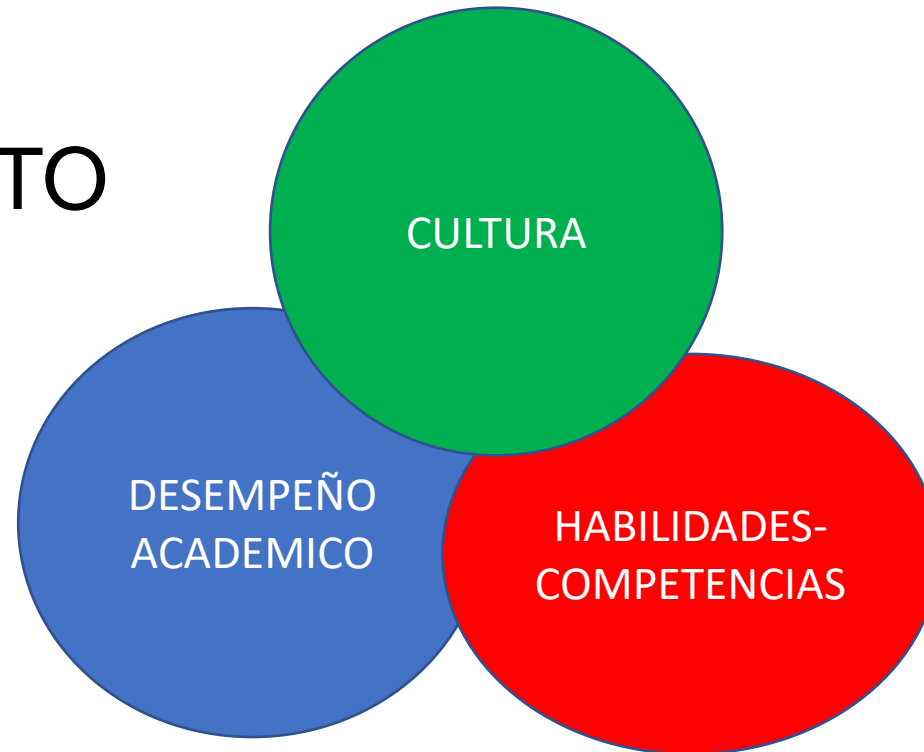 TO
CULTURA
DESEMPEÑO
ACADEMICO
HABILIDADES-
COMPETENCIAS